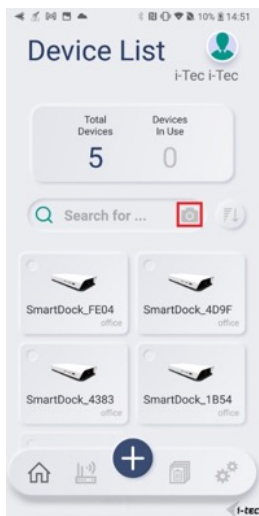 10% 14:51
Device List
i-Tec i-Tec
Total Devices
Devices In Use
5
0
Search for ...
SmartDock_FE04
office
SmartDock_4D9F
office
SmartDock_4383
office
SmartDock_1B54
office
i-tec